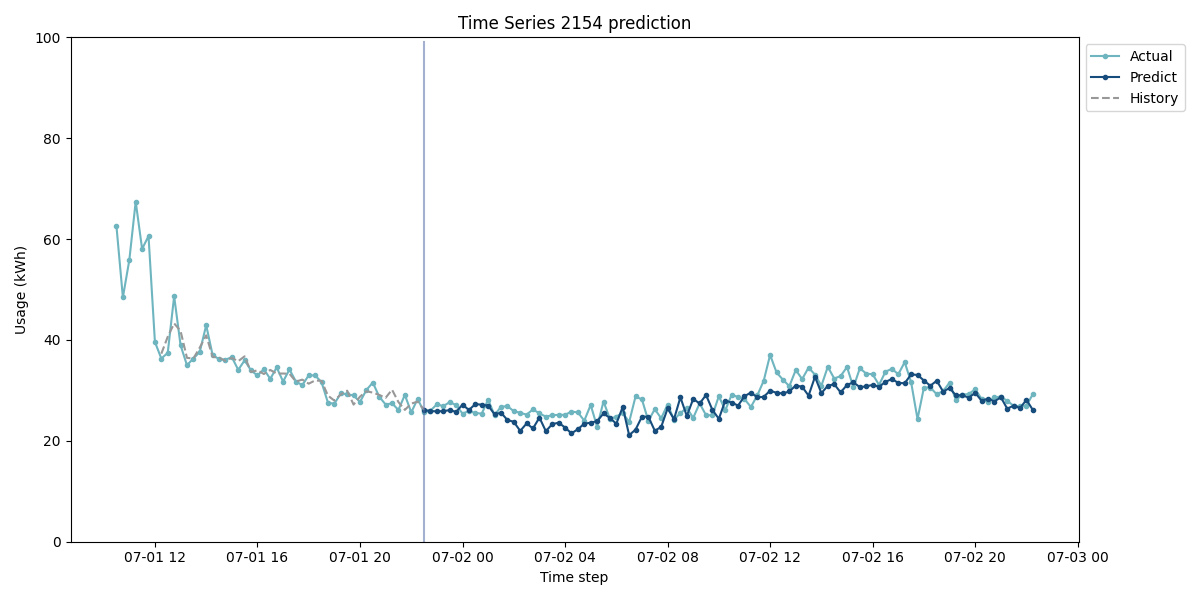 Time Series 2154 prediction
100
80
60
40
20
0
Usage (kWh)
07-01 12
07-01 16
07-01 20
07-02 00
07-02 04
07-02 08
07-02 12
07-02 16
07-02 20
07-03 00
Time step
Actual
Predict
History